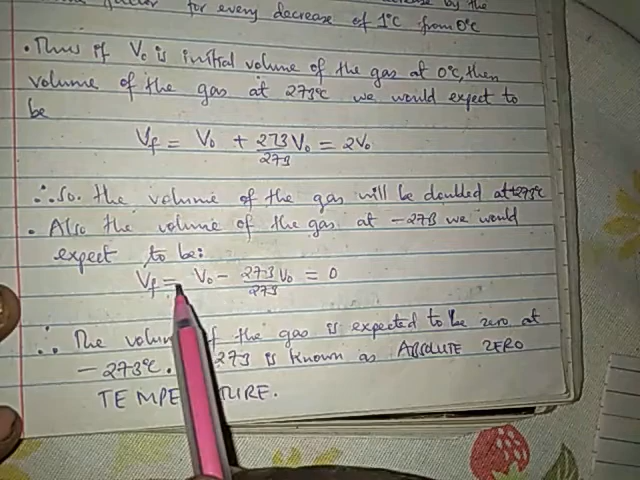 for every decrease of 1°C from 0°C
• Thus if V₀ is initial volume of the gas at 0°C, then
volume of the gas at 273°C we would expect to
be
V_f = V₀ + 273/273 V₀ = 2V₀
∴ So. the volume of the gas will be doubled at +273°C
• Also the volume of the gas at -273 we would
expect to be:
V_f = V₀ - 273/273 V₀ = 0
∴ The of the gas is expected to be zero at
-273°C. 273 is known as ABSOLUTE ZERO